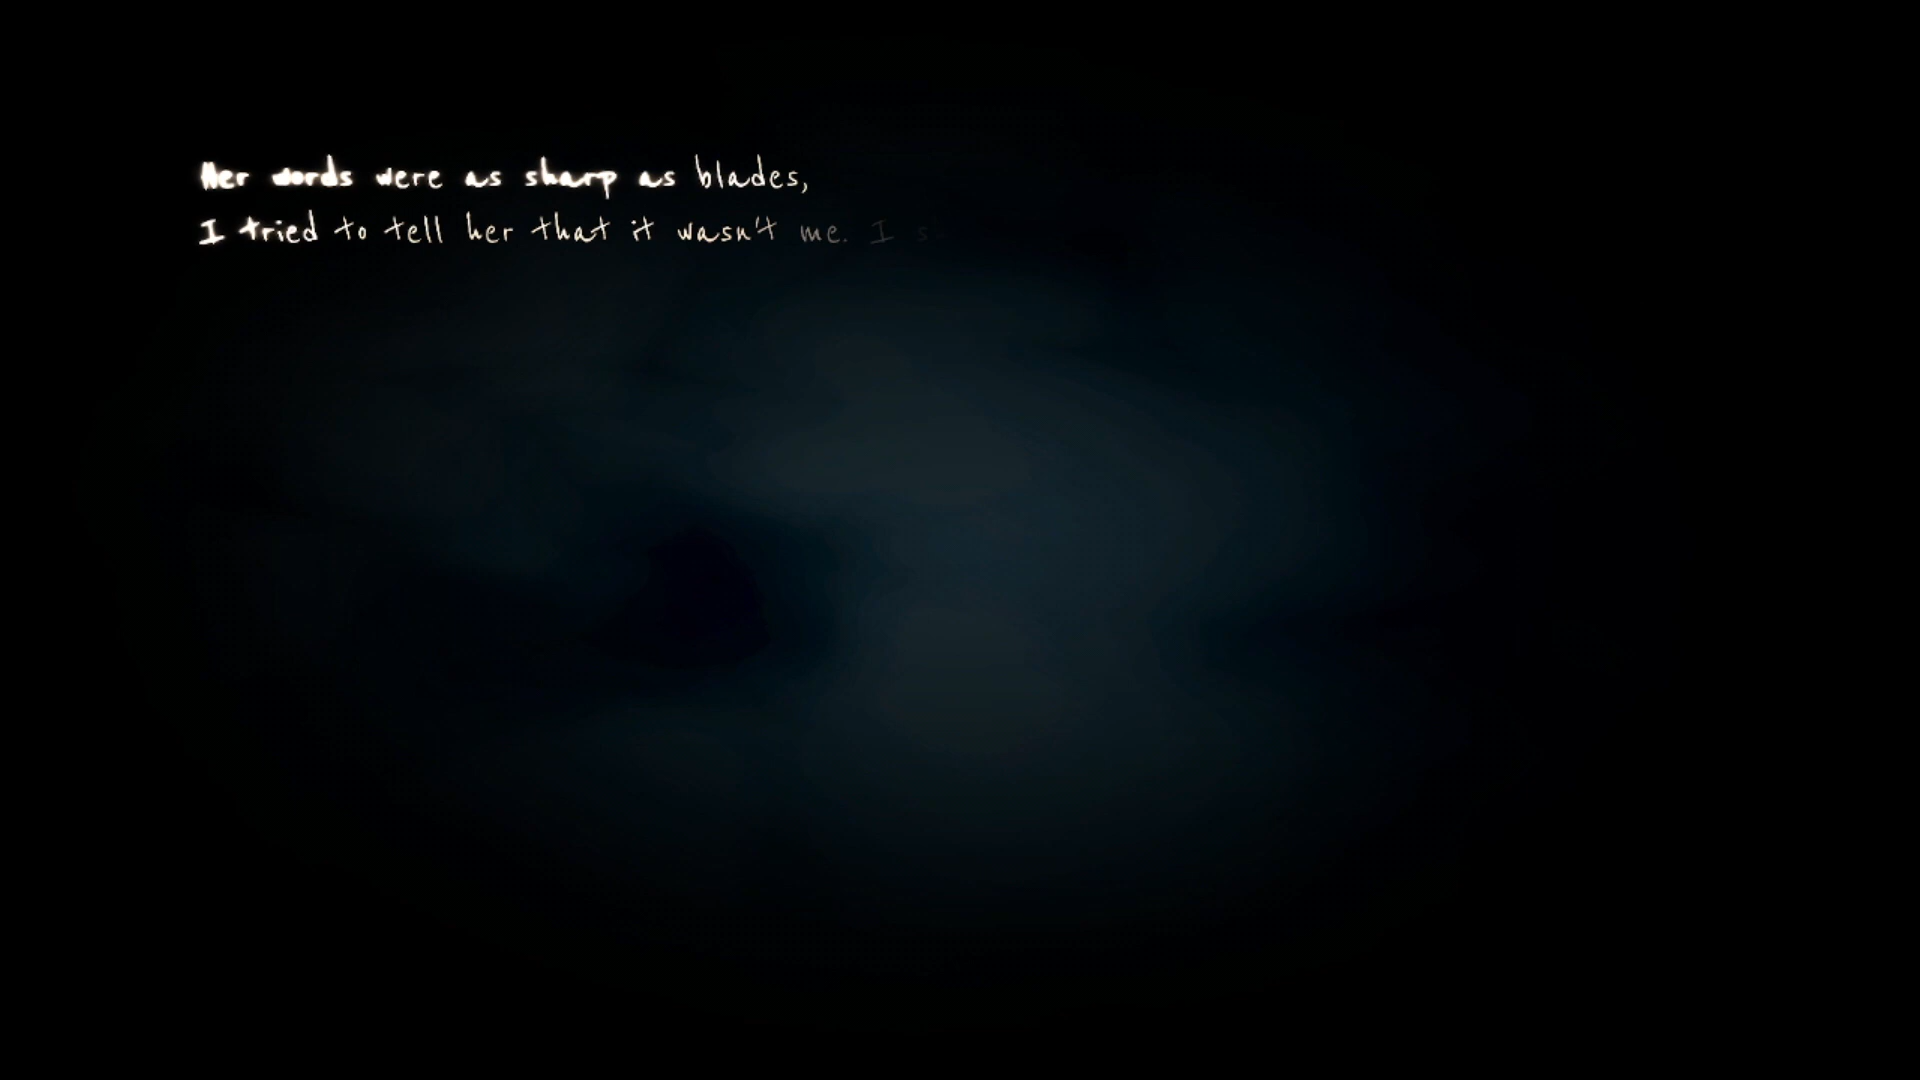 Her words were as sharp as blades,
I tried to tell her that it wasn't me. I s